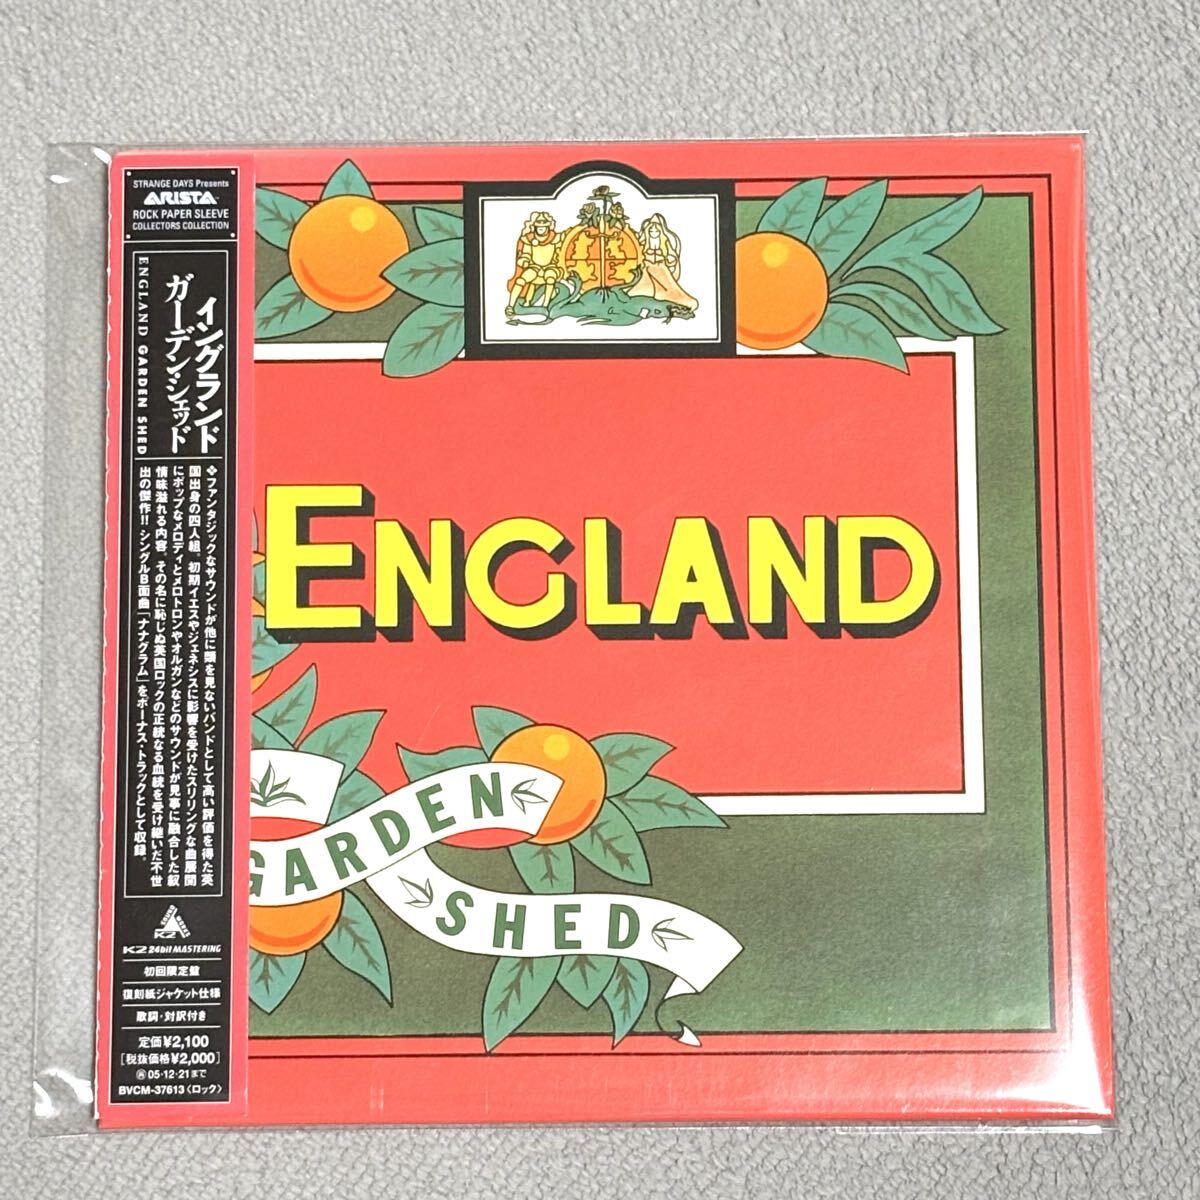 STRANGE DAYS Presents
ARISTA
ROCK PAPER SLEEVE
COLLECTORS COLLECTION
イングランド
ガーデン・シェッド
ENGLAND GARDEN SHED
❖ファンタジックなサウンドが他に類を見ないバンドとして高い評価を得た英
国出身の四人組。初期イエスやジェネシスに影響を受けたスリリングな曲展開
にポップなメロディとメロトロンやオルガンなどのサウンドが見事に融合した叙
情味溢れる内容。その名に恥じぬ英国ロックの正統なる血統を受け継いだ不世
出の傑作!! シングルB面曲「ナナグラム」をボーナス・トラックとして収録。
K2 24bit MASTERING
初回限定盤
復刻紙ジャケット仕様
歌詞・対訳付き
定価¥2,100
[税抜価格¥2,000]
Ⓡ05・12・21まで
BVCM-37613〈ロック〉
ENGLAND
GARDEN
SHED